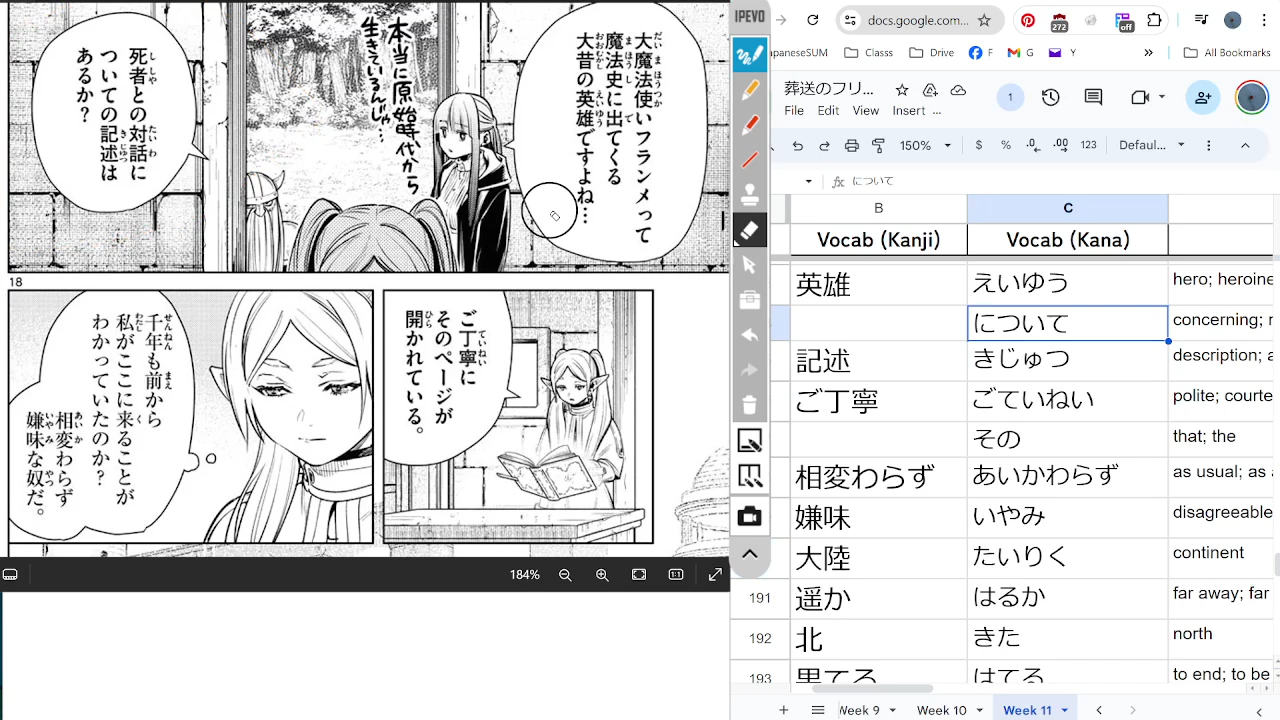 大魔法使いフランメって
魔法史に出てくる
大昔の英雄ですよね…
本当に原始時代から
生きているんじゃ…
死者との対話に
ついての記述は
あるか?
18
ご丁寧に
そのページが
開かれている。
千年も前から
私がここに来ることが
わかっていたのか?
相変わらず
嫌味な奴だ。
184%
1:1
IPEVO
docs.google.com...
272
off
apaneseSUM
Classs
Drive
F
G
Y
»
All Bookmarks
葬送のフリ...
1
File Edit View Insert ...
150%
$ % .0 .00 123 Defaul...
fx について
B C
Vocab (Kanji) Vocab (Kana)
英雄 えいゆう hero; heroine
について concerning; r
記述 きじゅつ description; a
ご丁寧 ごていねい polite; courte
その that; the
相変わらず あいかわらず as usual; as a
嫌味 いやみ disagreeable
大陸 たいりく continent
191 遥か はるか far away; far
192 北 きた north
193 果てる はてる to end; to be
Week 9 Week 10 Week 11